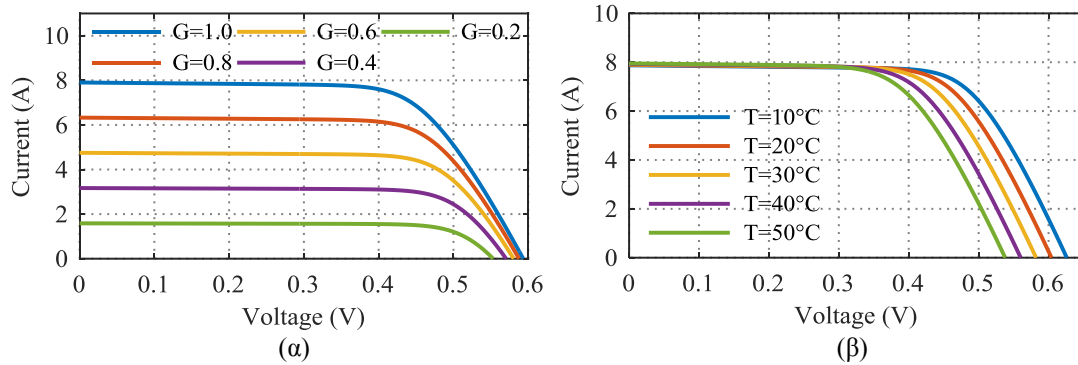 10
8
6
4
2
0
Current (A)
G=1.0
G=0.6
G=0.2
G=0.8
G=0.4
0 0.1 0.2 0.3 0.4 0.5 0.6
Voltage (V)
(α)
10
8
6
4
2
0
Current (A)
T=10°C
T=20°C
T=30°C
T=40°C
T=50°C
0 0.1 0.2 0.3 0.4 0.5 0.6
Voltage (V)
(β)